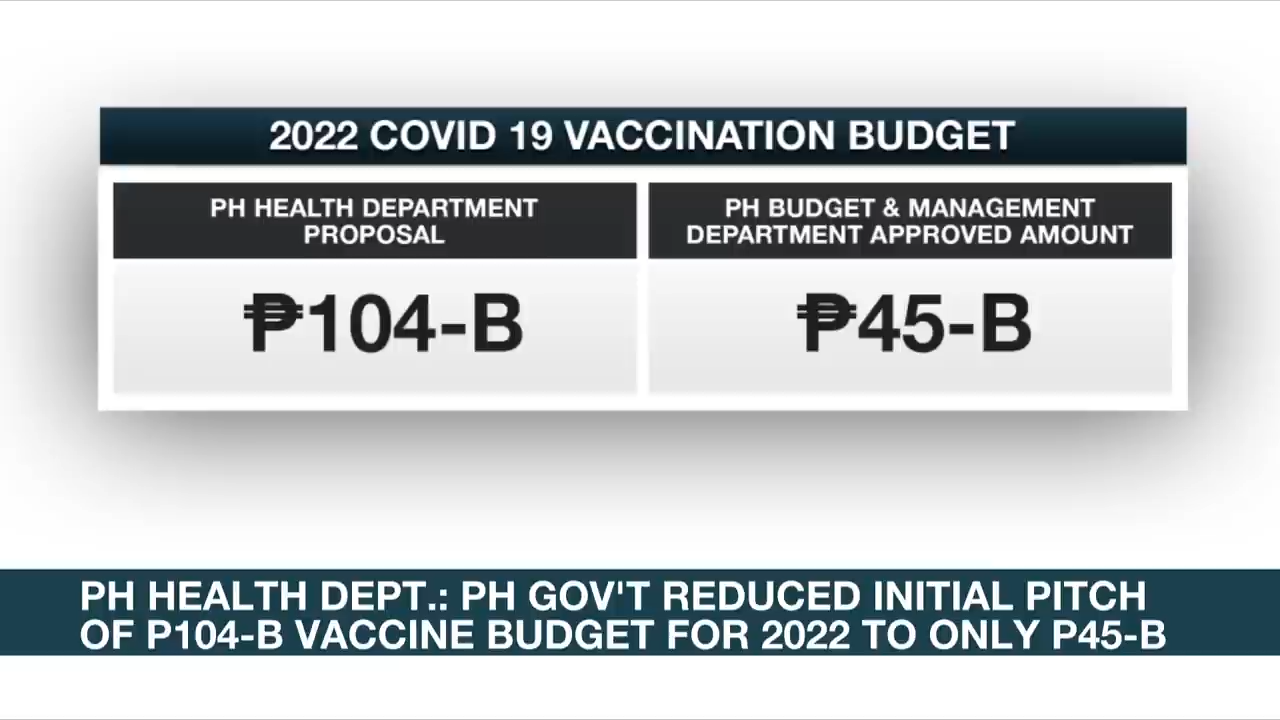 2022 COVID 19 VACCINATION BUDGET
PH HEALTH DEPARTMENT
PROPOSAL
₱104-B
PH BUDGET & MANAGEMENT
DEPARTMENT APPROVED AMOUNT
₱45-B
PH HEALTH DEPT.: PH GOV'T REDUCED INITIAL PITCH
OF P104-B VACCINE BUDGET FOR 2022 TO ONLY P45-B